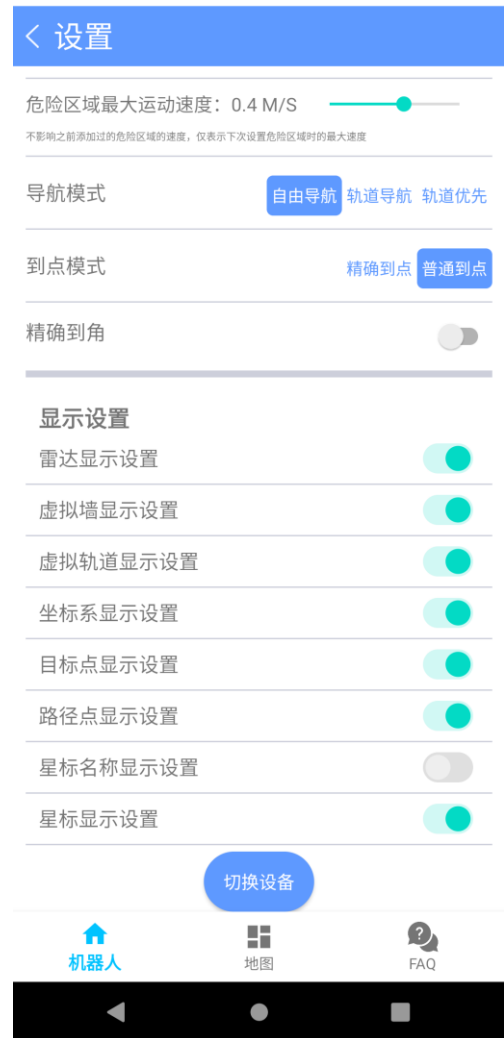 设置
危险区域最大运动速度：0.4 M/S
不影响之前添加过的危险区域的速度，仅表示下次设置危险区域时的最大速度
导航模式 自由导航 轨道导航 轨道优先
到点模式 精确到点 普通到点
精确到角
显示设置
雷达显示设置
虚拟墙显示设置
虚拟轨道显示设置
坐标系显示设置
目标点显示设置
路径点显示设置
星标名称显示设置
星标显示设置
切换设备
机器人 地图 FAQ